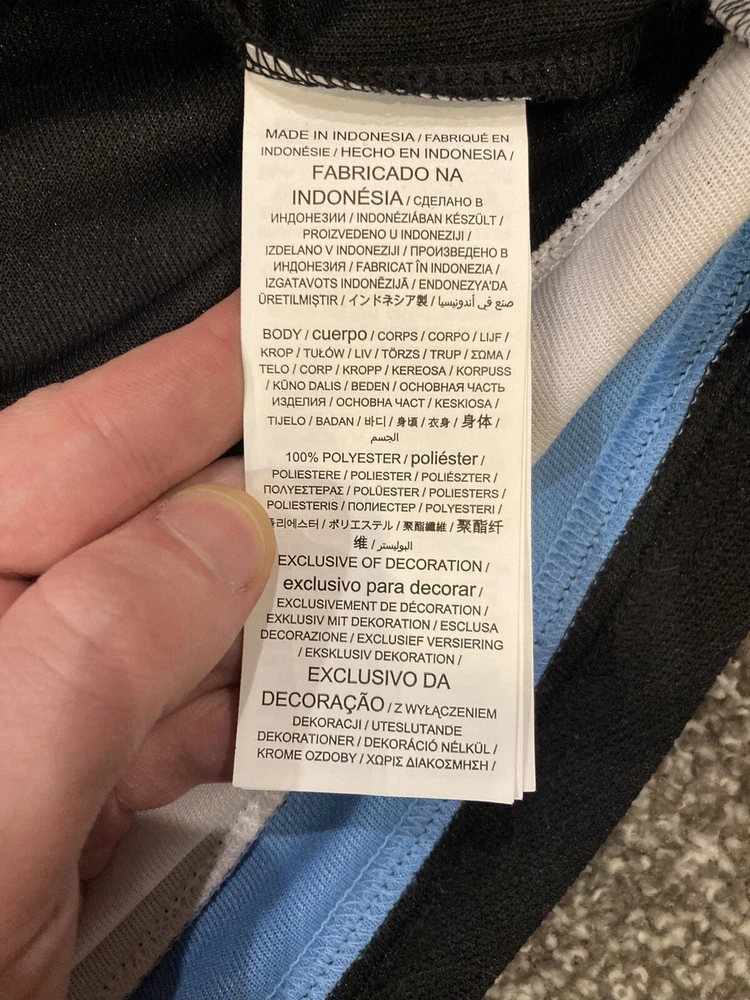 MADE IN INDONESIA / FABRIQUÉ EN
INDONÉSIE / HECHO EN INDONESIA /
FABRICADO NA
INDONÉSIA / СДЕЛАНО В
ИНДОНЕЗИИ / INDONÉZIÁBAN KÉSZÜLT /
PROIZVEDENO U INDONEZIJI /
IZDELANO V INDONEZIJI / ПРОИЗВЕДЕНО В
ИНДОНЕЗИЯ / FABRICAT ÎN INDONEZIA /
IZGATAVOTS INDONĒZIJĀ / ENDONEZYA'DA
ÜRETILMIŞTIR / インドネシア製 / صنع في أندونيسيا
BODY / cuerpo / CORPS / CORPO / LIJF /
KROP / TUŁÓW / LIV / TÖRZS / TRUP / ΣΩΜΑ /
TELO / CORP / KROPP / KEREOSA / KORPUSS
/ KŪNO DALIS / BEDEN / ОСНОВНАЯ ЧАСТЬ
ИЗДЕЛИЯ / ОСНОВНА ЧАСТ / KESKIOSA /
TIJELO / BADAN / 바디 / 身頃 / 衣身 / 身体 /
الجسم
100% POLYESTER / poliéster /
POLIESTERE / POLIESTER / POLIÉSZTER /
ΠΟΛΥΕΣΤΕΡΑΣ / POLÜESTER / POLIESTERS /
POLIESTERIS / ПОЛИЕСТЕР / POLYESTERI /
리에스터 / ポリエステル / 聚酯纖維 / 聚酯纤
维 / البوليستر
EXCLUSIVE OF DECORATION /
exclusivo para decorar /
EXCLUSIVEMENT DE DÉCORATION /
EXKLUSIV MIT DEKORATION / ESCLUSA
DECORAZIONE / EXCLUSIEF VERSIERING
/ EKSKLUSIV DEKORATION /
EXCLUSIVO DA
DECORAÇÃO / Z WYŁĄCZENIEM
DEKORACJI / UTESLUTANDE
DEKORATIONER / DEKORÁCIÓ NÉLKÜL /
KROME OZDOBY / ΧΩΡΙΣ ΔΙΑΚΟΣΜΗΣΗ /